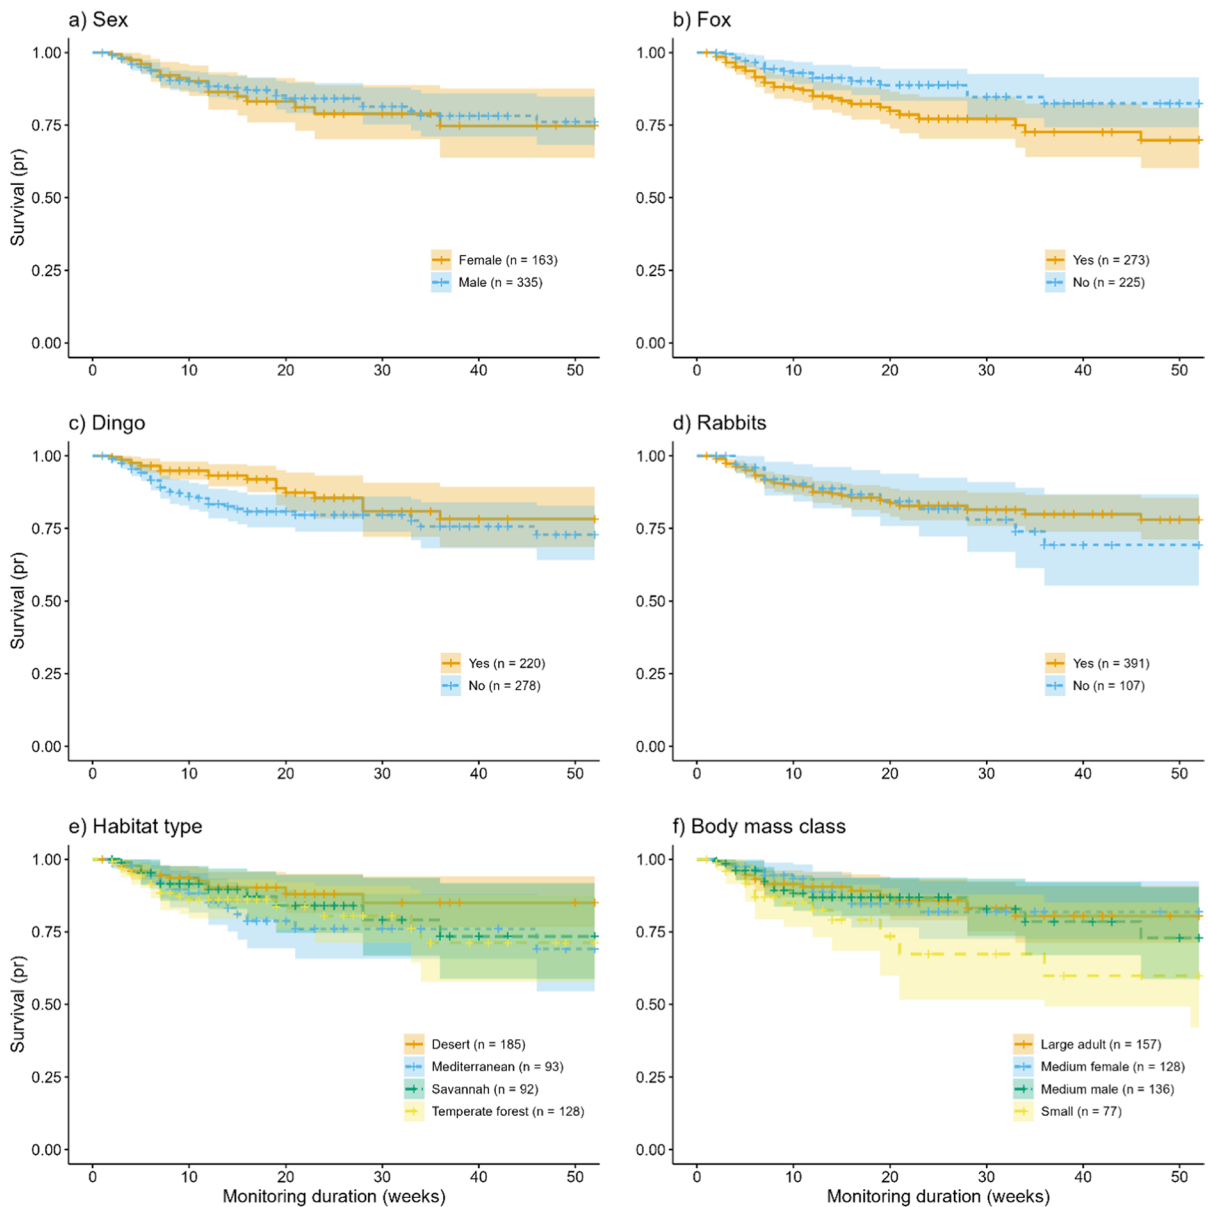 a) Sex
b) Fox
1.00
0.75
0.50
0.25
0.00
Survival (pr)
Female (n = 163)
Male (n = 335)
0 10 20 30 40 50
1.00
0.75
0.50
0.25
0.00
Yes (n = 273)
No (n = 225)
0 10 20 30 40 50
c) Dingo
d) Rabbits
1.00
0.75
0.50
0.25
0.00
Survival (pr)
Yes (n = 220)
No (n = 278)
0 10 20 30 40 50
1.00
0.75
0.50
0.25
0.00
Yes (n = 391)
No (n = 107)
0 10 20 30 40 50
e) Habitat type
f) Body mass class
1.00
0.75
0.50
0.25
0.00
Survival (pr)
Desert (n = 185)
Mediterranean (n = 93)
Savannah (n = 92)
Temperate forest (n = 128)
0 10 20 30 40 50
Monitoring duration (weeks)
1.00
0.75
0.50
0.25
0.00
Large adult (n = 157)
Medium female (n = 128)
Medium male (n = 136)
Small (n = 77)
0 10 20 30 40 50
Monitoring duration (weeks)